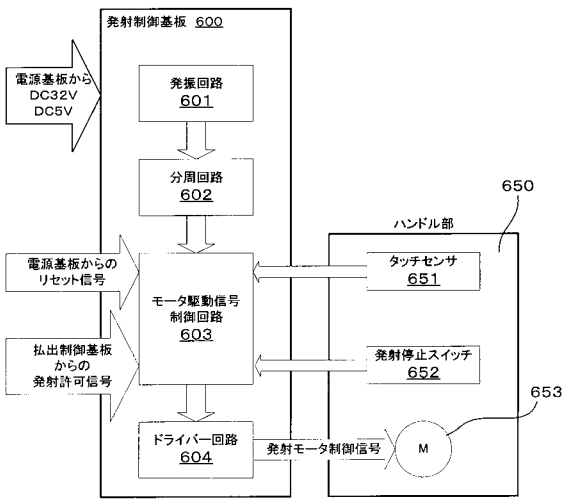 発射制御基板 600
電源基板から
DC32V
DC5V
発振回路
601
分周回路
602
650
ハンドル部
電源基板からの
リセット信号
タッチセンサ
651
モータ駆動信号
制御回路
603
払出制御基板
からの
発射許可信号
発射停止スイッチ
652
653
ドライバー回路
604
発射モータ制御信号
M